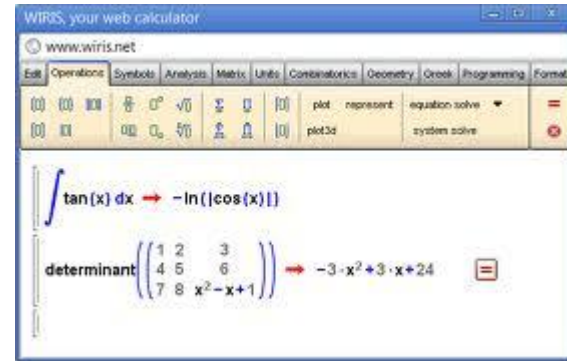 WIRIS, your web calculator
www.wiris.net
Edit Operations Symbols Analysis Matrix Units Combinatorics Geometry Greek Programming Format
plot represent equation solve
plot3d system solve
∫ tan(x) dx → -ln(|cos(x)|)
determinant((1 2 3
4 5 6
7 8 x²-x+1)) → -3·x²+3·x+24